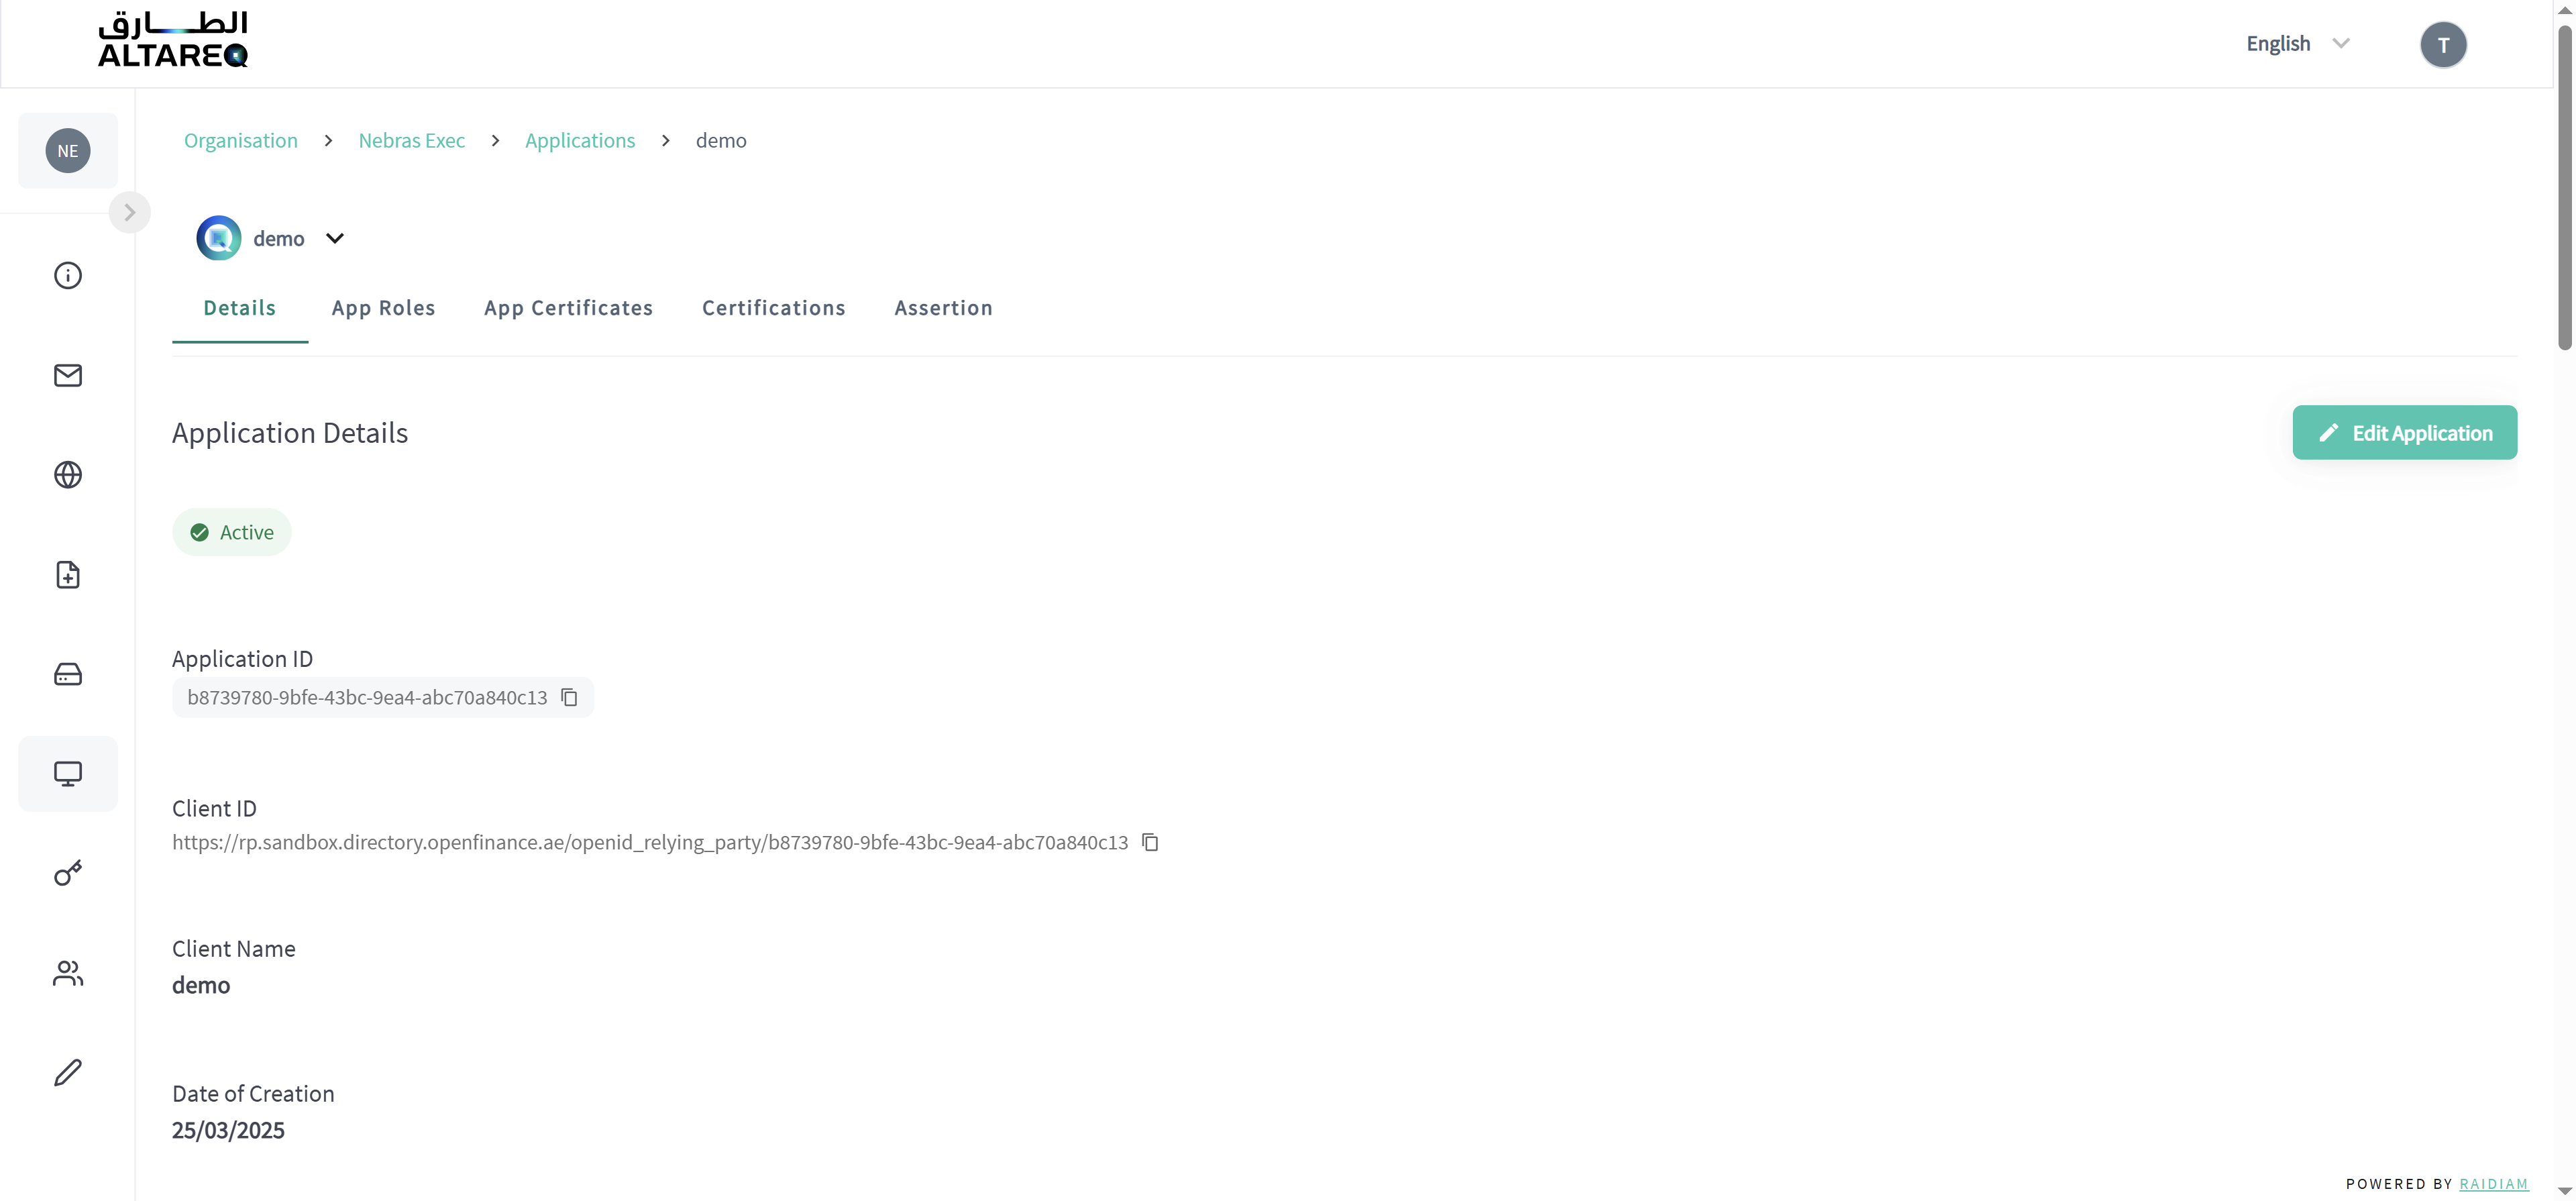 الطارق
ALTAREQ
English
T
NE
Organisation > Nebras Exec > Applications > demo
demo
Details App Roles App Certificates Certifications Assertion
Application Details
Edit Application
Active
Application ID
b8739780-9bfe-43bc-9ea4-abc70a840c13
Client ID
https://rp.sandbox.directory.openfinance.ae/openid_relying_party/b8739780-9bfe-43bc-9ea4-abc70a840c13
Client Name
demo
Date of Creation
25/03/2025
POWERED BY RAIDIAM